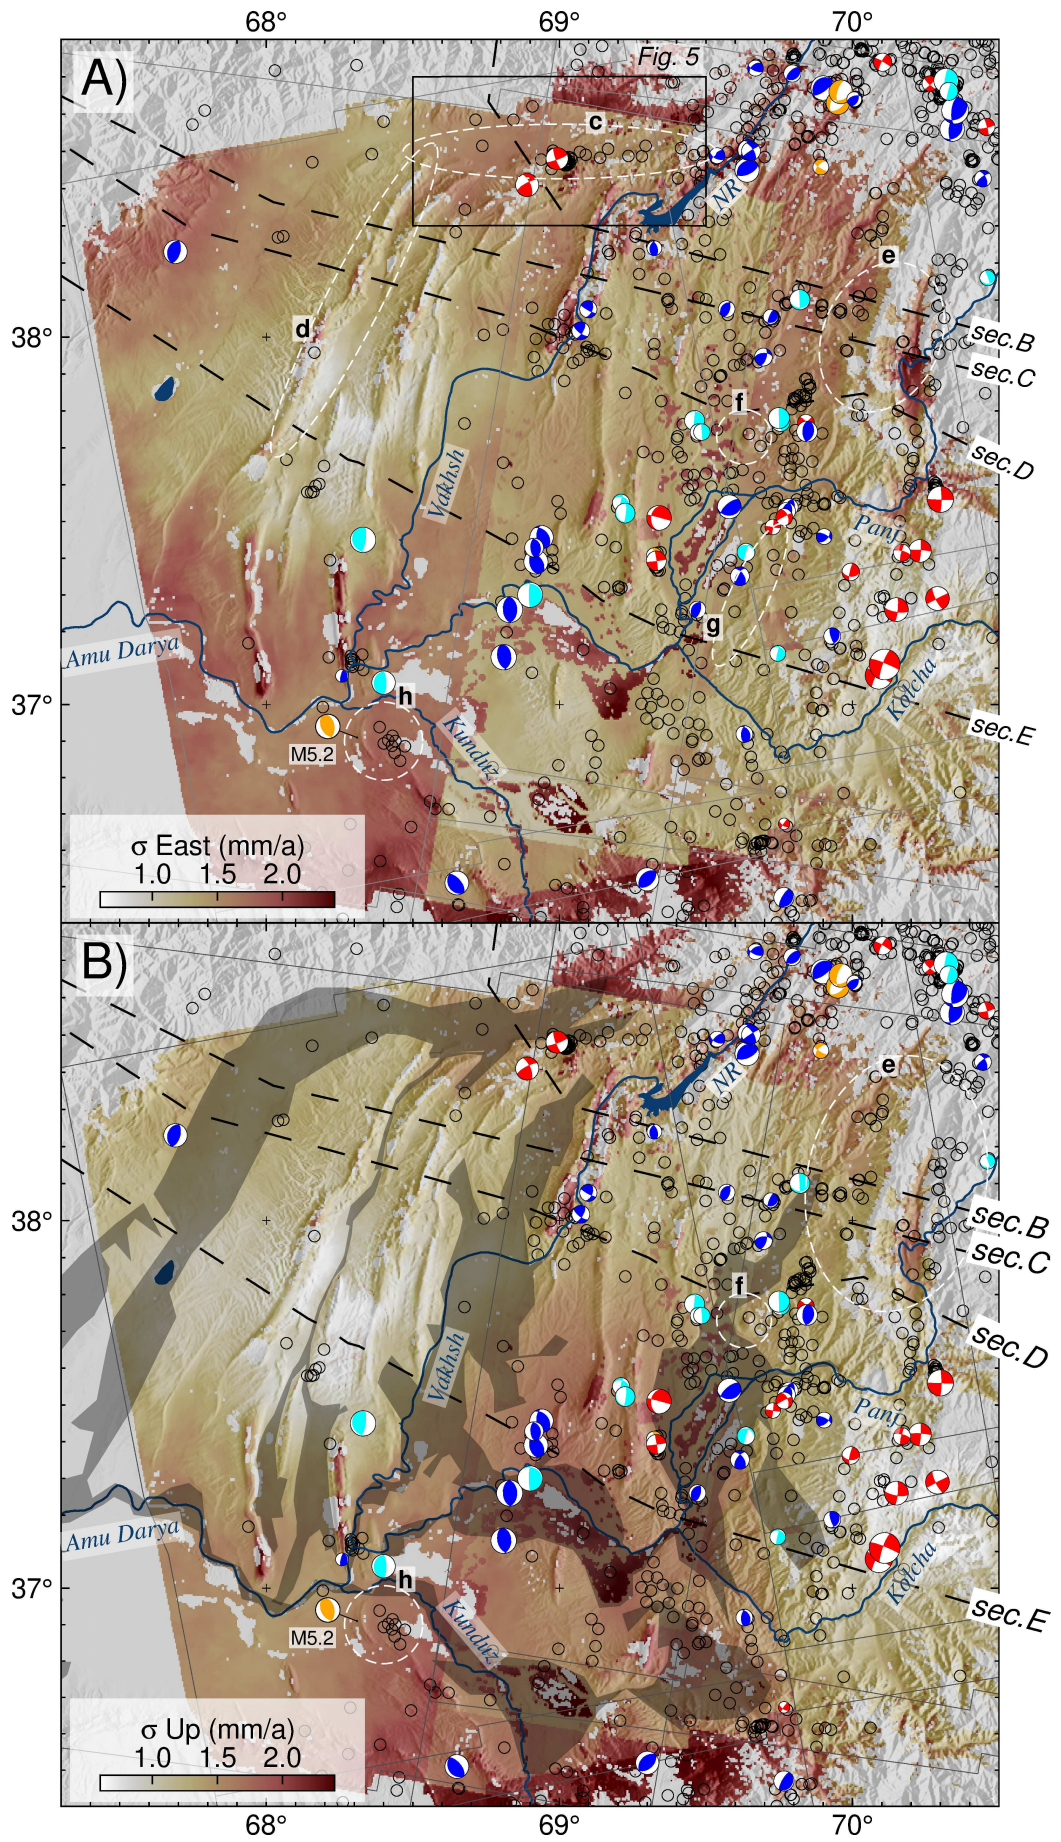 68° 69° 70°
A)
Fig. 5
c
NR
e
38°
d
sec.B
sec.C
f
sec.D
Vakhsh
Panj
g
Amu Darya
h
Kokcha
37°
M5.2
Kunduz
sec.E
σ East (mm/a)
1.0 1.5 2.0
B)
NR
e
38°
sec.B
sec.C
f
sec.D
Vakhsh
Panj
Amu Darya
h
Kokcha
37°
M5.2
Kunduz
sec.E
σ Up (mm/a)
1.0 1.5 2.0
68° 69° 70°